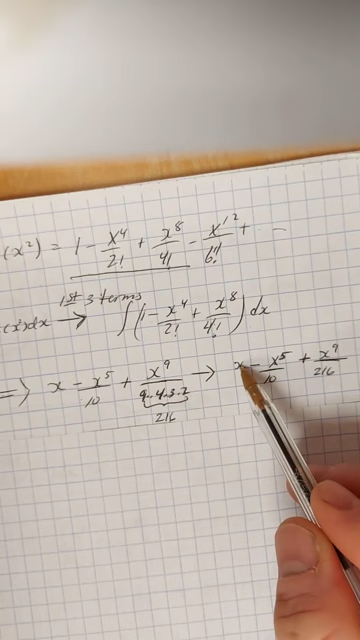 (x²) = 1 - x⁴/2! + x⁸/4! - x¹²/6! + ...
1st 3 terms
(x²)dx → ∫(1 - x⁴/2! + x⁸/4!) dx
=> x - x⁵/10 + x⁹/9.4.3.2 → x - x⁵/10 + x⁹/216
216